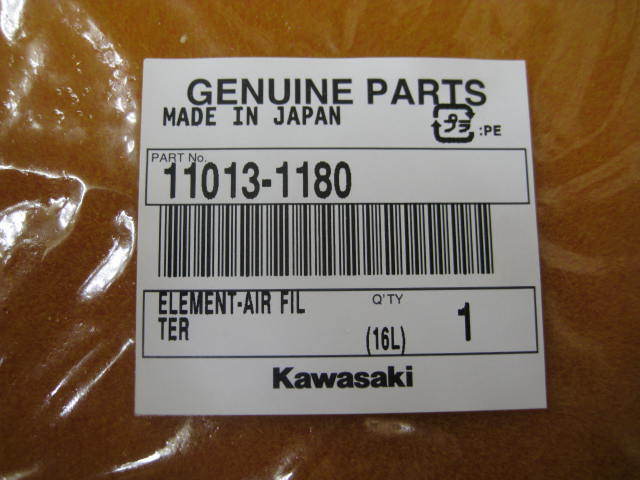 GENUINE PARTS
MADE IN JAPAN
プラ :PE
PART No.
11013-1180
ELEMENT-AIR FIL
TER
Q'TY
(16L) 1
Kawasaki